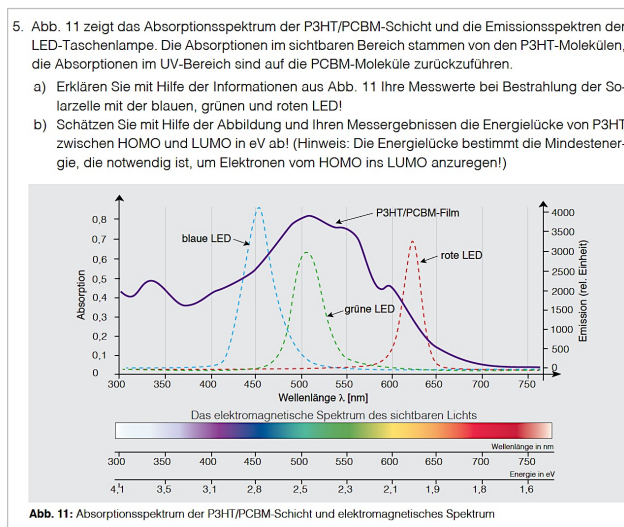 5. Abb. 11 zeigt das Absorptionsspektrum der P3HT/PCBM-Schicht und die Emissionsspektren der
LED-Taschenlampe. Die Absorptionen im sichtbaren Bereich stammen von den P3HT-Molekülen,
die Absorptionen im UV-Bereich sind auf die PCBM-Moleküle zurückzuführen.
a) Erklären Sie mit Hilfe der Informationen aus Abb. 11 Ihre Messwerte bei Bestrahlung der So-
larzelle mit der blauen, grünen und roten LED!
b) Schätzen Sie mit Hilfe der Abbildung und Ihren Messergebnissen die Energielücke von P3HT
zwischen HOMO und LUMO in eV ab! (Hinweis: Die Energielücke bestimmt die Mindestener-
gie, die notwendig ist, um Elektronen vom HOMO ins LUMO anzuregen!)
P3HT/PCBM-Film
blaue LED
rote LED
grüne LED
Absorption
0,8
0,7
0,6
0,5
0,4
0,3
0,2
0,1
0
Emission (rel. Einheit)
4000
3500
3000
2500
2000
1500
1000
500
0
300 350 400 450 500 550 600 650 700 750
Wellenlänge λ [nm]
Das elektromagnetische Spektrum des sichtbaren Lichts
Wellenlänge in nm
300 350 400 450 500 550 600 650 700 750
Energie in eV
4,1 3,5 3,1 2,8 2,5 2,3 2,1 1,9 1,8 1,6
Abb. 11: Absorptionsspektrum der P3HT/PCBM-Schicht und elektromagnetisches Spektrum